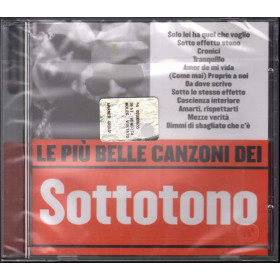 Solo lei ha quel che voglio
Sotto effetto stono
Cronici
Tranquillo
Amor de mi vida
(Come mai) Proprio a noi
Da dove scrivo
Sotto lo stesso effetto
Coscienza interiore
Amarti, rispettarti
Mezze verità
Dimmi di sbagliato che c'è
LE PIÙ BELLE CANZONI DEI
Sottotono